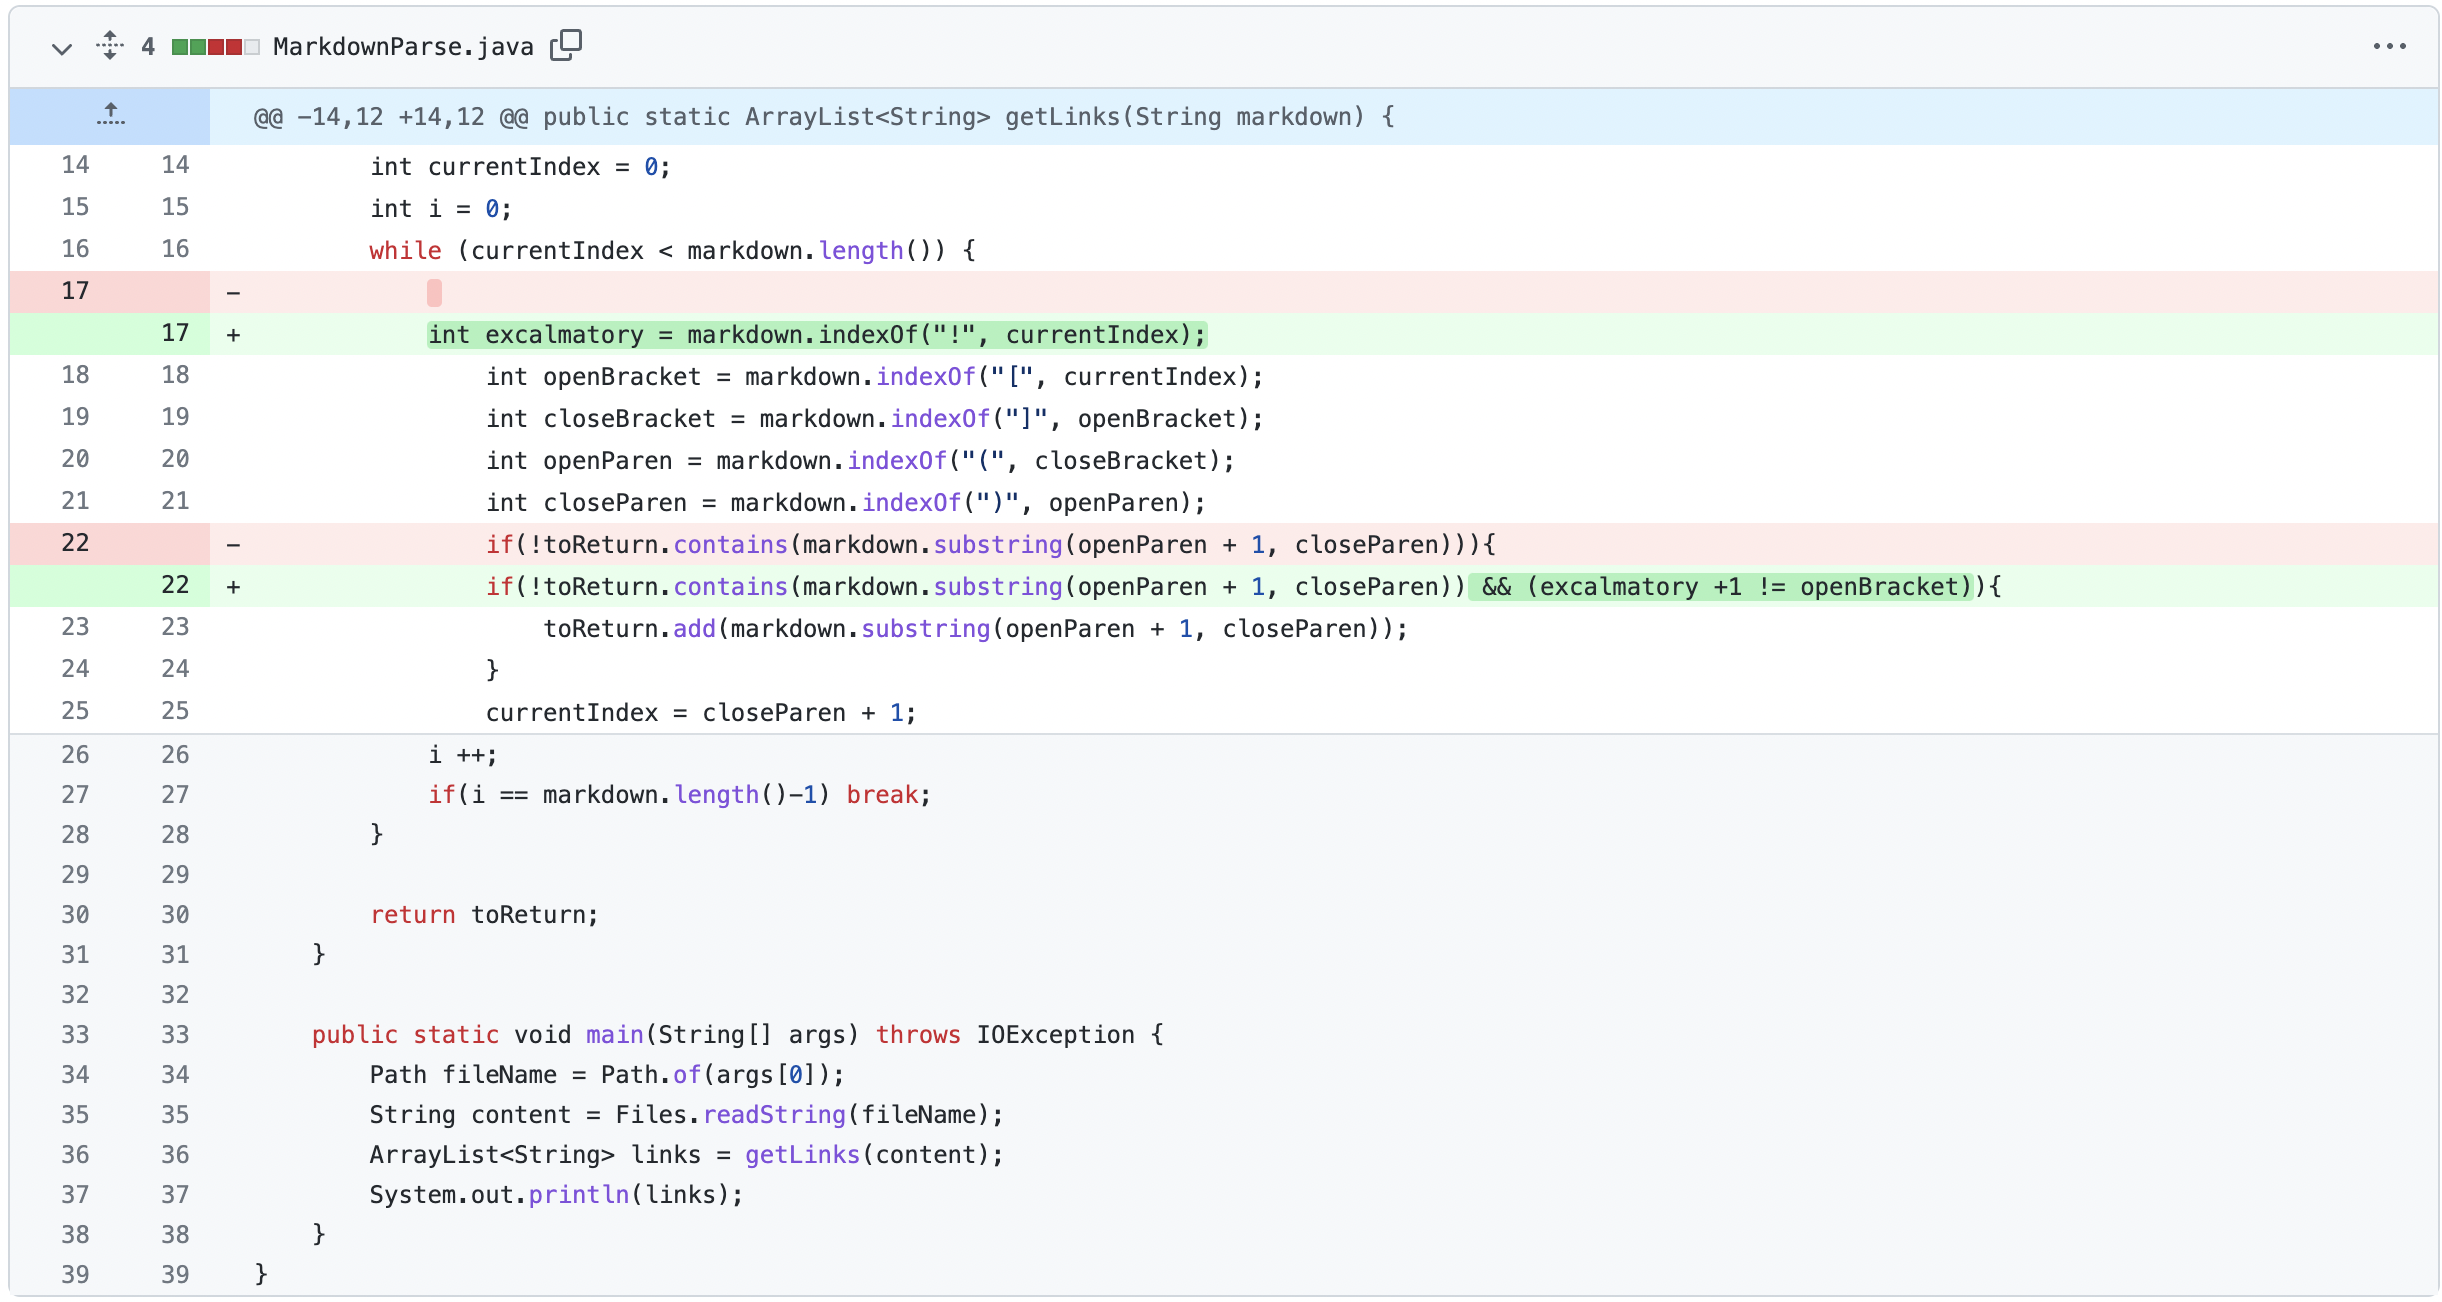 4 MarkdownParse.java
@@ -14,12 +14,12 @@ public static ArrayList<String> getLinks(String markdown) {
14 14 int currentIndex = 0;
15 15 int i = 0;
16 16 while (currentIndex < markdown.length()) {
17 -
17 + int excalmatory = markdown.indexOf("!", currentIndex);
18 18 int openBracket = markdown.indexOf("[", currentIndex);
19 19 int closeBracket = markdown.indexOf("]", openBracket);
20 20 int openParen = markdown.indexOf("(", closeBracket);
21 21 int closeParen = markdown.indexOf(")", openParen);
22 - if(!toReturn.contains(markdown.substring(openParen + 1, closeParen))){
22 + if(!toReturn.contains(markdown.substring(openParen + 1, closeParen)) && (excalmatory +1 != openBracket)){
23 23 toReturn.add(markdown.substring(openParen + 1, closeParen));
24 24 }
25 25 currentIndex = closeParen + 1;
26 26 i ++;
27 27 if(i == markdown.length()-1) break;
28 28 }
29 29
30 30 return toReturn;
31 31 }
32 32
33 33 public static void main(String[] args) throws IOException {
34 34 Path fileName = Path.of(args[0]);
35 35 String content = Files.readString(fileName);
36 36 ArrayList<String> links = getLinks(content);
37 37 System.out.println(links);
38 38 }
39 39 }